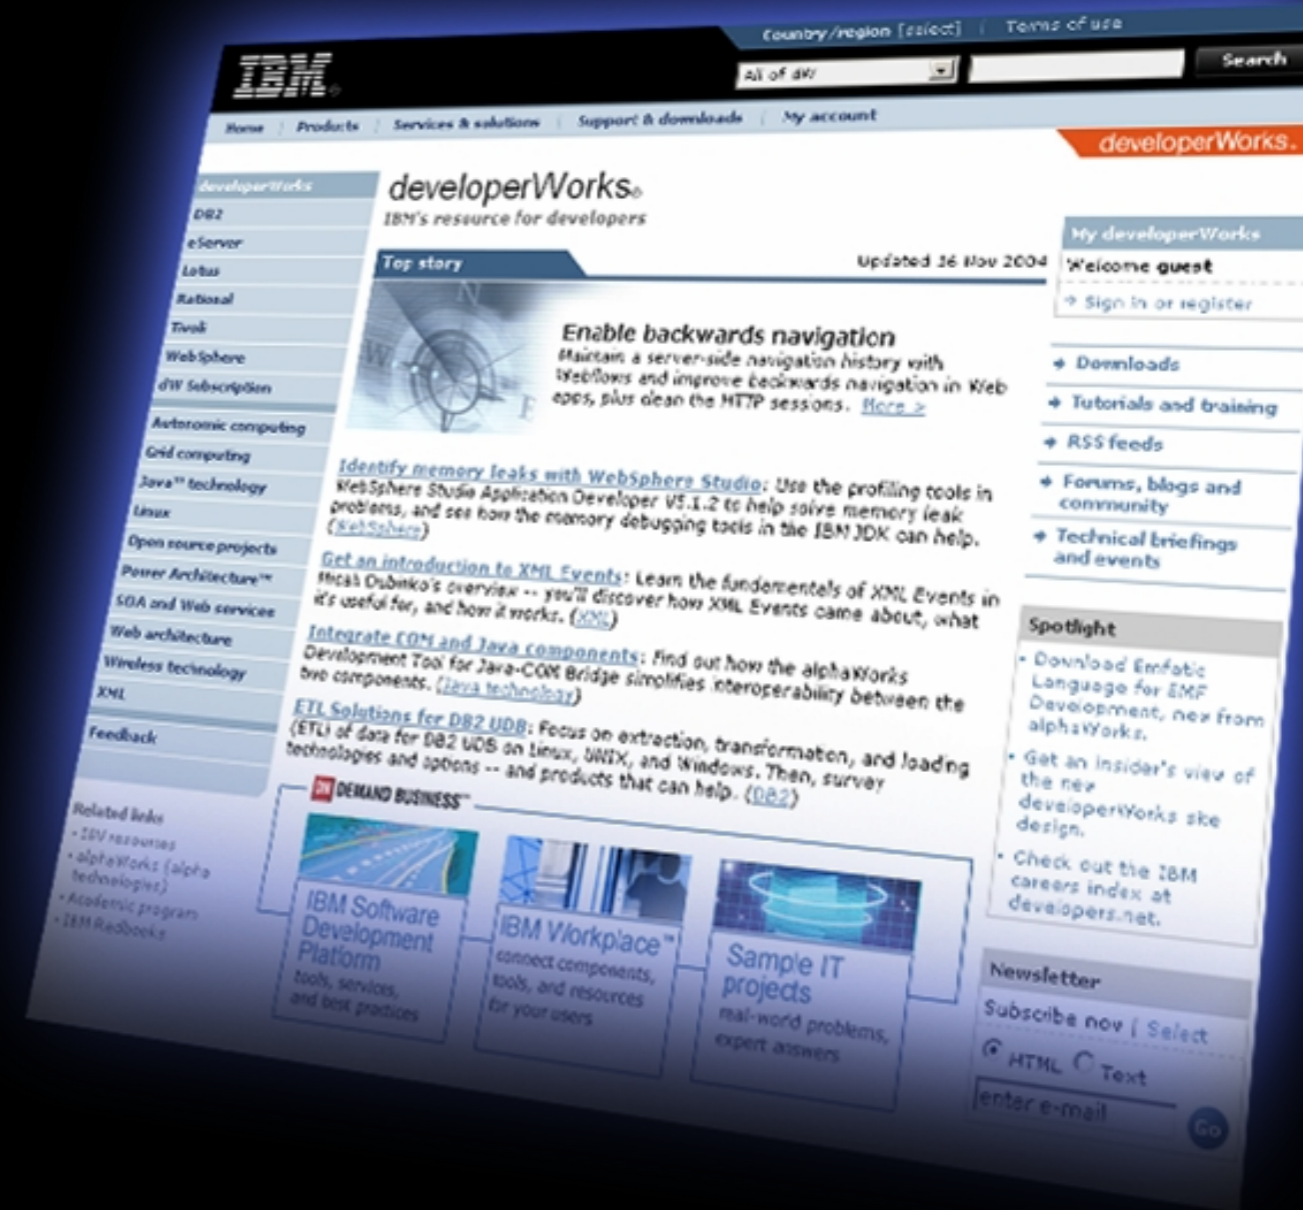 Country/region [select] | Terms of use
IBM®
All of dW
Search
Home | Products | Services & solutions | Support & downloads | My account
developerWorks®
developerWorks
DB2
eServer
Lotus
Rational
Tivoli
WebSphere
dW Subscription
Autonomic computing
Grid computing
Java™ technology
Linux
Open source projects
Power Architecture™
SOA and Web services
Web architecture
Wireless technology
XML
Feedback
Related links
• ISV resources
• alphaWorks (alpha
technologies)
• Academic program
• IBM Redbooks
developerWorks®
IBM's resource for developers
Top story
Updated 16 Nov 2004
Enable backwards navigation
Maintain a server-side navigation history with
Webflows and improve backwards navigation in Web
apps, plus clean the HTTP sessions. More >
Identify memory leaks with WebSphere Studio: Use the profiling tools in
WebSphere Studio Application Developer V5.1.2 to help solve memory leak
problems, and see how the memory debugging tools in the IBM JDK can help.
(WebSphere)
Get an introduction to XML Events: Learn the fundamentals of XML Events in
Micah Dubinko's overview -- you'll discover how XML Events came about, what
it's useful for, and how it works. (XML)
Integrate COM and Java components: Find out how the alphaWorks
Development Tool for Java-COM Bridge simplifies interoperability between the
two components. (Java technology)
ETL Solutions for DB2 UDB: Focus on extraction, transformation, and loading
(ETL) of data for DB2 UDB on Linux, UNIX, and Windows. Then, survey
technologies and options -- and products that can help. (DB2)
ON DEMAND BUSINESS™
IBM Software
Development
Platform
tools, services,
and best practices
IBM Workplace™
connect components,
tools, and resources
for your users
Sample IT
projects
real-world problems,
expert answers
My developerWorks
Welcome guest
Sign in or register
Downloads
Tutorials and training
RSS feeds
Forums, blogs and
community
Technical briefings
and events
Spotlight
• Download Emfatic
Language for EMF
Development, new from
alphaWorks.
• Get an insider's view of
the new
developerWorks site
design.
• Check out the IBM
careers index at
developers.net.
Newsletter
Subscribe now | Select
HTML Text
enter e-mail
Go
N
W
E